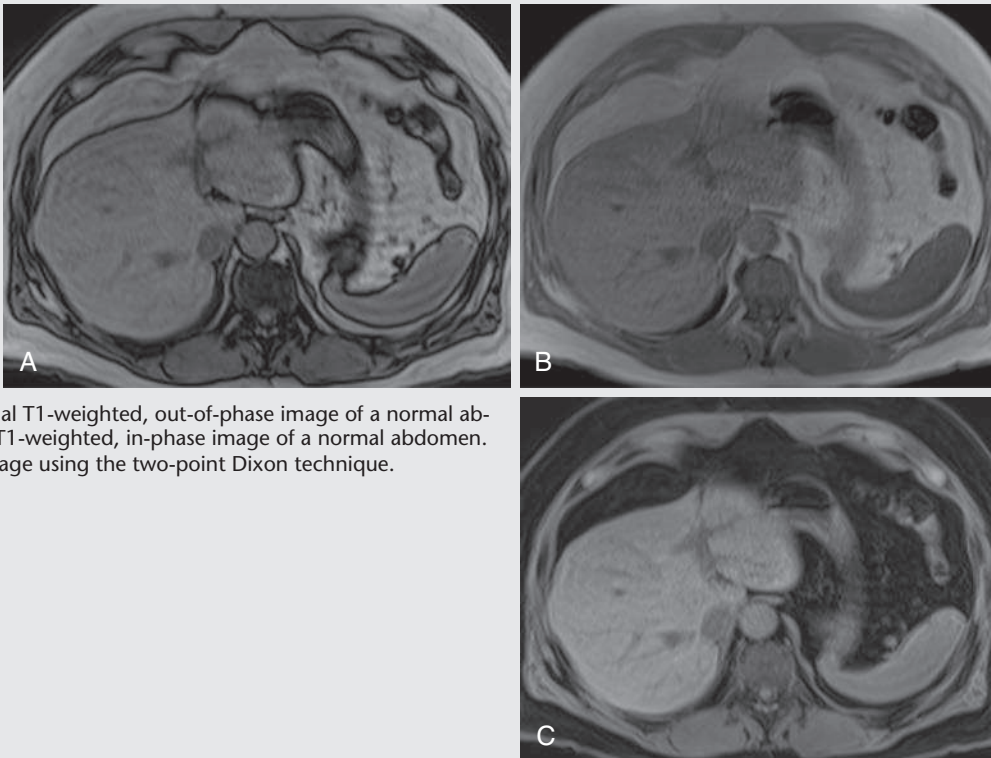 A
B
al T1-weighted, out-of-phase image of a normal ab-
T1-weighted, in-phase image of a normal abdomen.
age using the two-point Dixon technique.
C